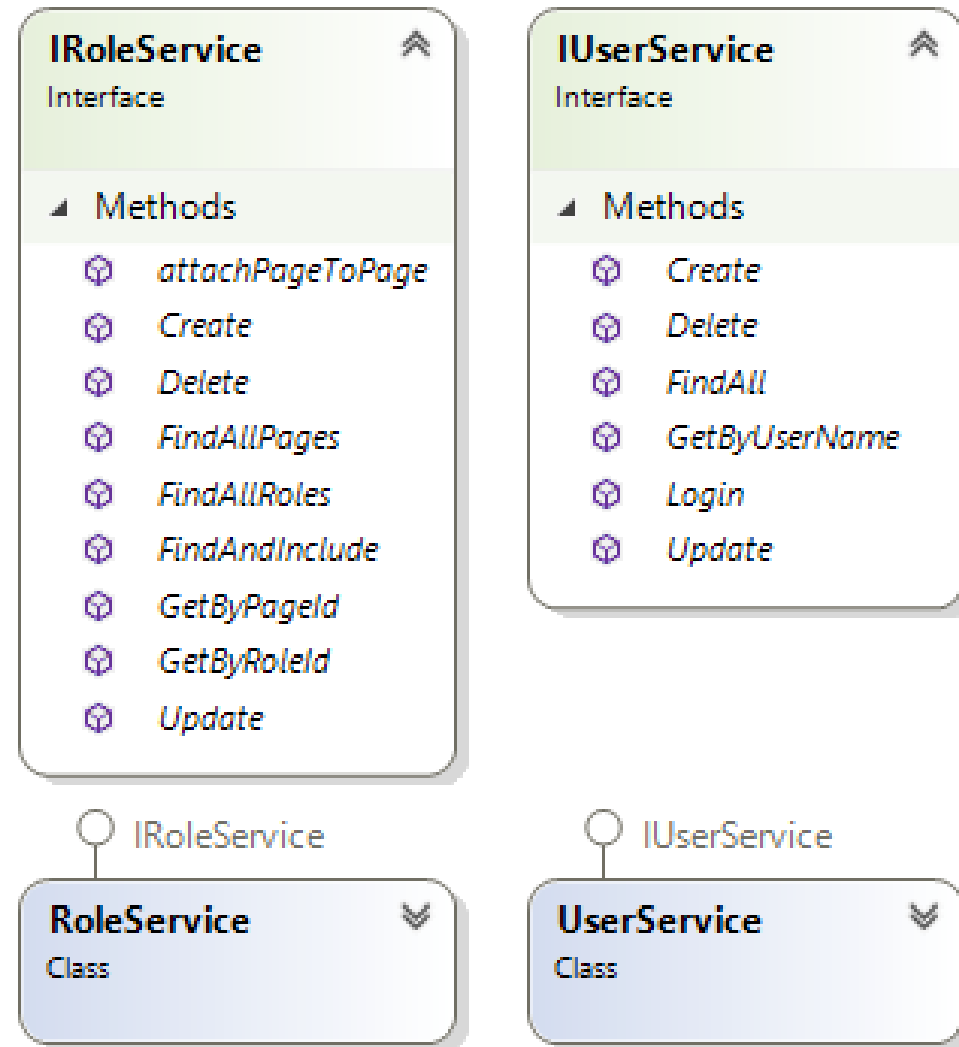 IRoleService
Interface
Methods
attachPageToPage
Create
Delete
FindAllPages
FindAllRoles
FindAndInclude
GetByPageId
GetByRoleId
Update
IRoleService
RoleService
Class
IUserService
Interface
Methods
Create
Delete
FindAll
GetByUserName
Login
Update
IUserService
UserService
Class